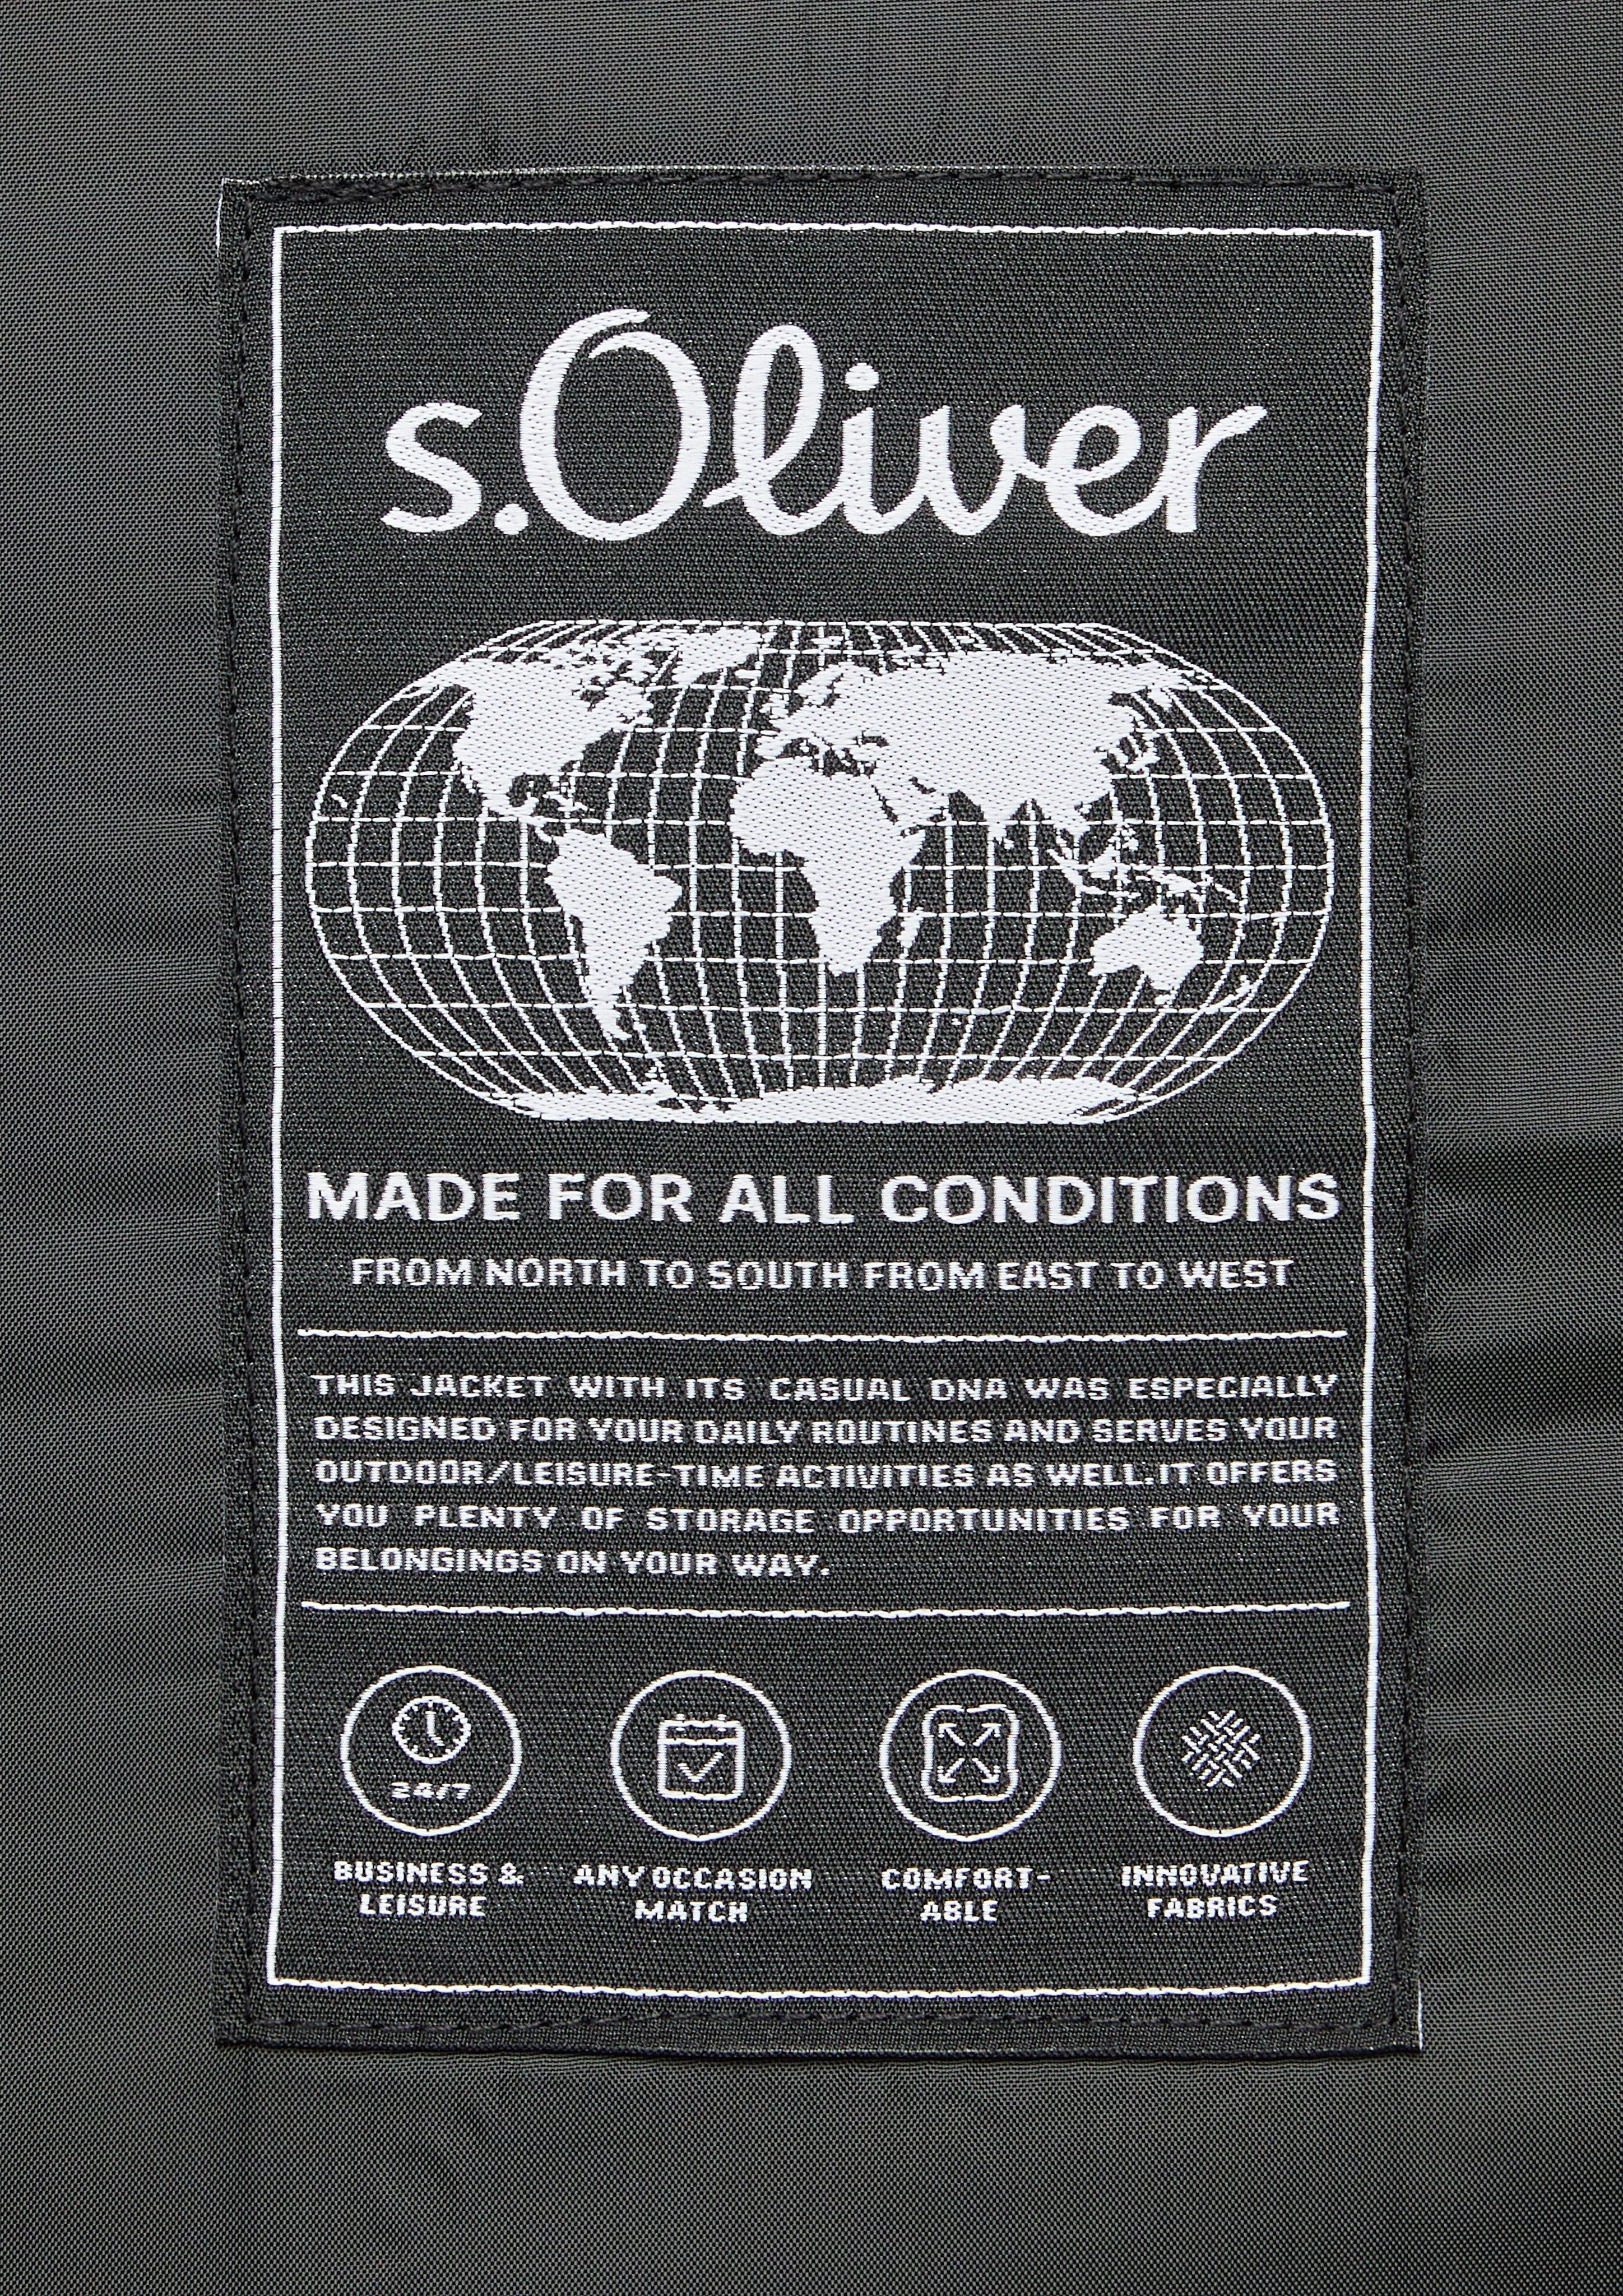 s.Oliver
MADE FOR ALL CONDITIONS
FROM NORTH TO SOUTH FROM EAST TO WEST
THIS JACKET WITH ITS CASUAL DNA WAS ESPECIALLY
DESIGNED FOR YOUR DAILY ROUTINES AND SERVES YOUR
OUTDOOR/LEISURE-TIME ACTIVITIES AS WELL.IT OFFERS
YOU PLENTY OF STORAGE OPPORTUNITIES FOR YOUR
BELONGINGS ON YOUR WAY.
24/7
BUSINESS &
LEISURE
ANY OCCASION
MATCH
COMFORT-
ABLE
INNOVATIVE
FABRICS